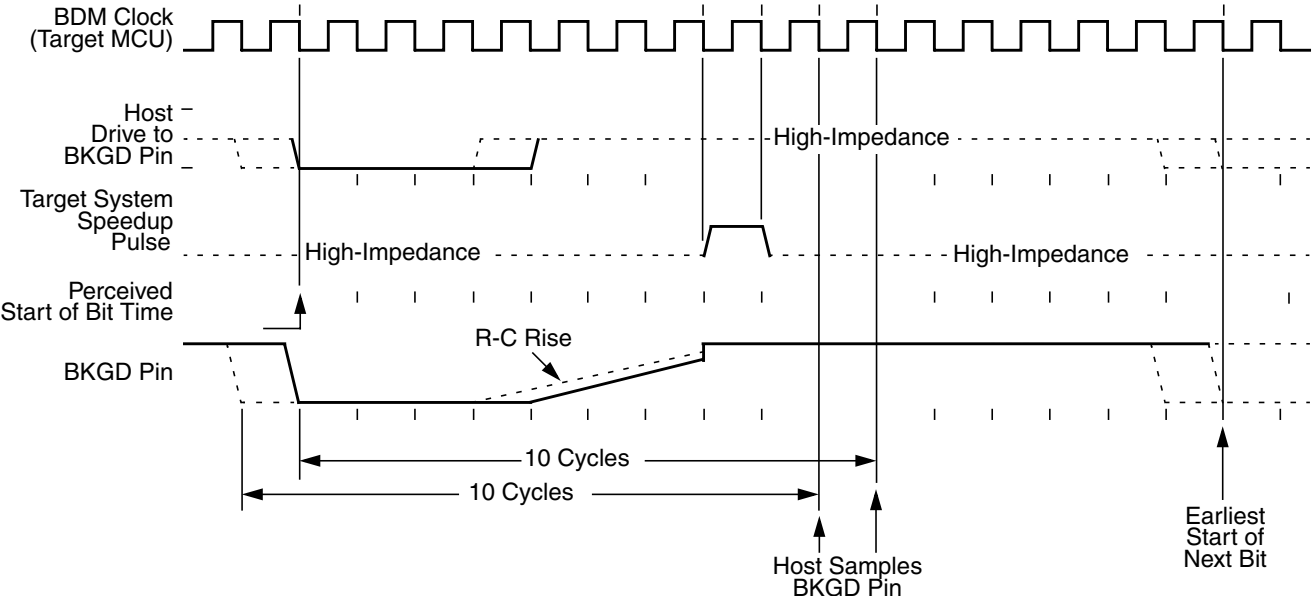 BDM Clock
(Target MCU)
Host
Drive to
BKGD Pin
High-Impedance
Target System
Speedup
Pulse
High-Impedance
High-Impedance
Perceived
Start of Bit Time
R-C Rise
BKGD Pin
10 Cycles
10 Cycles
Earliest
Start of
Next Bit
Host Samples
BKGD Pin